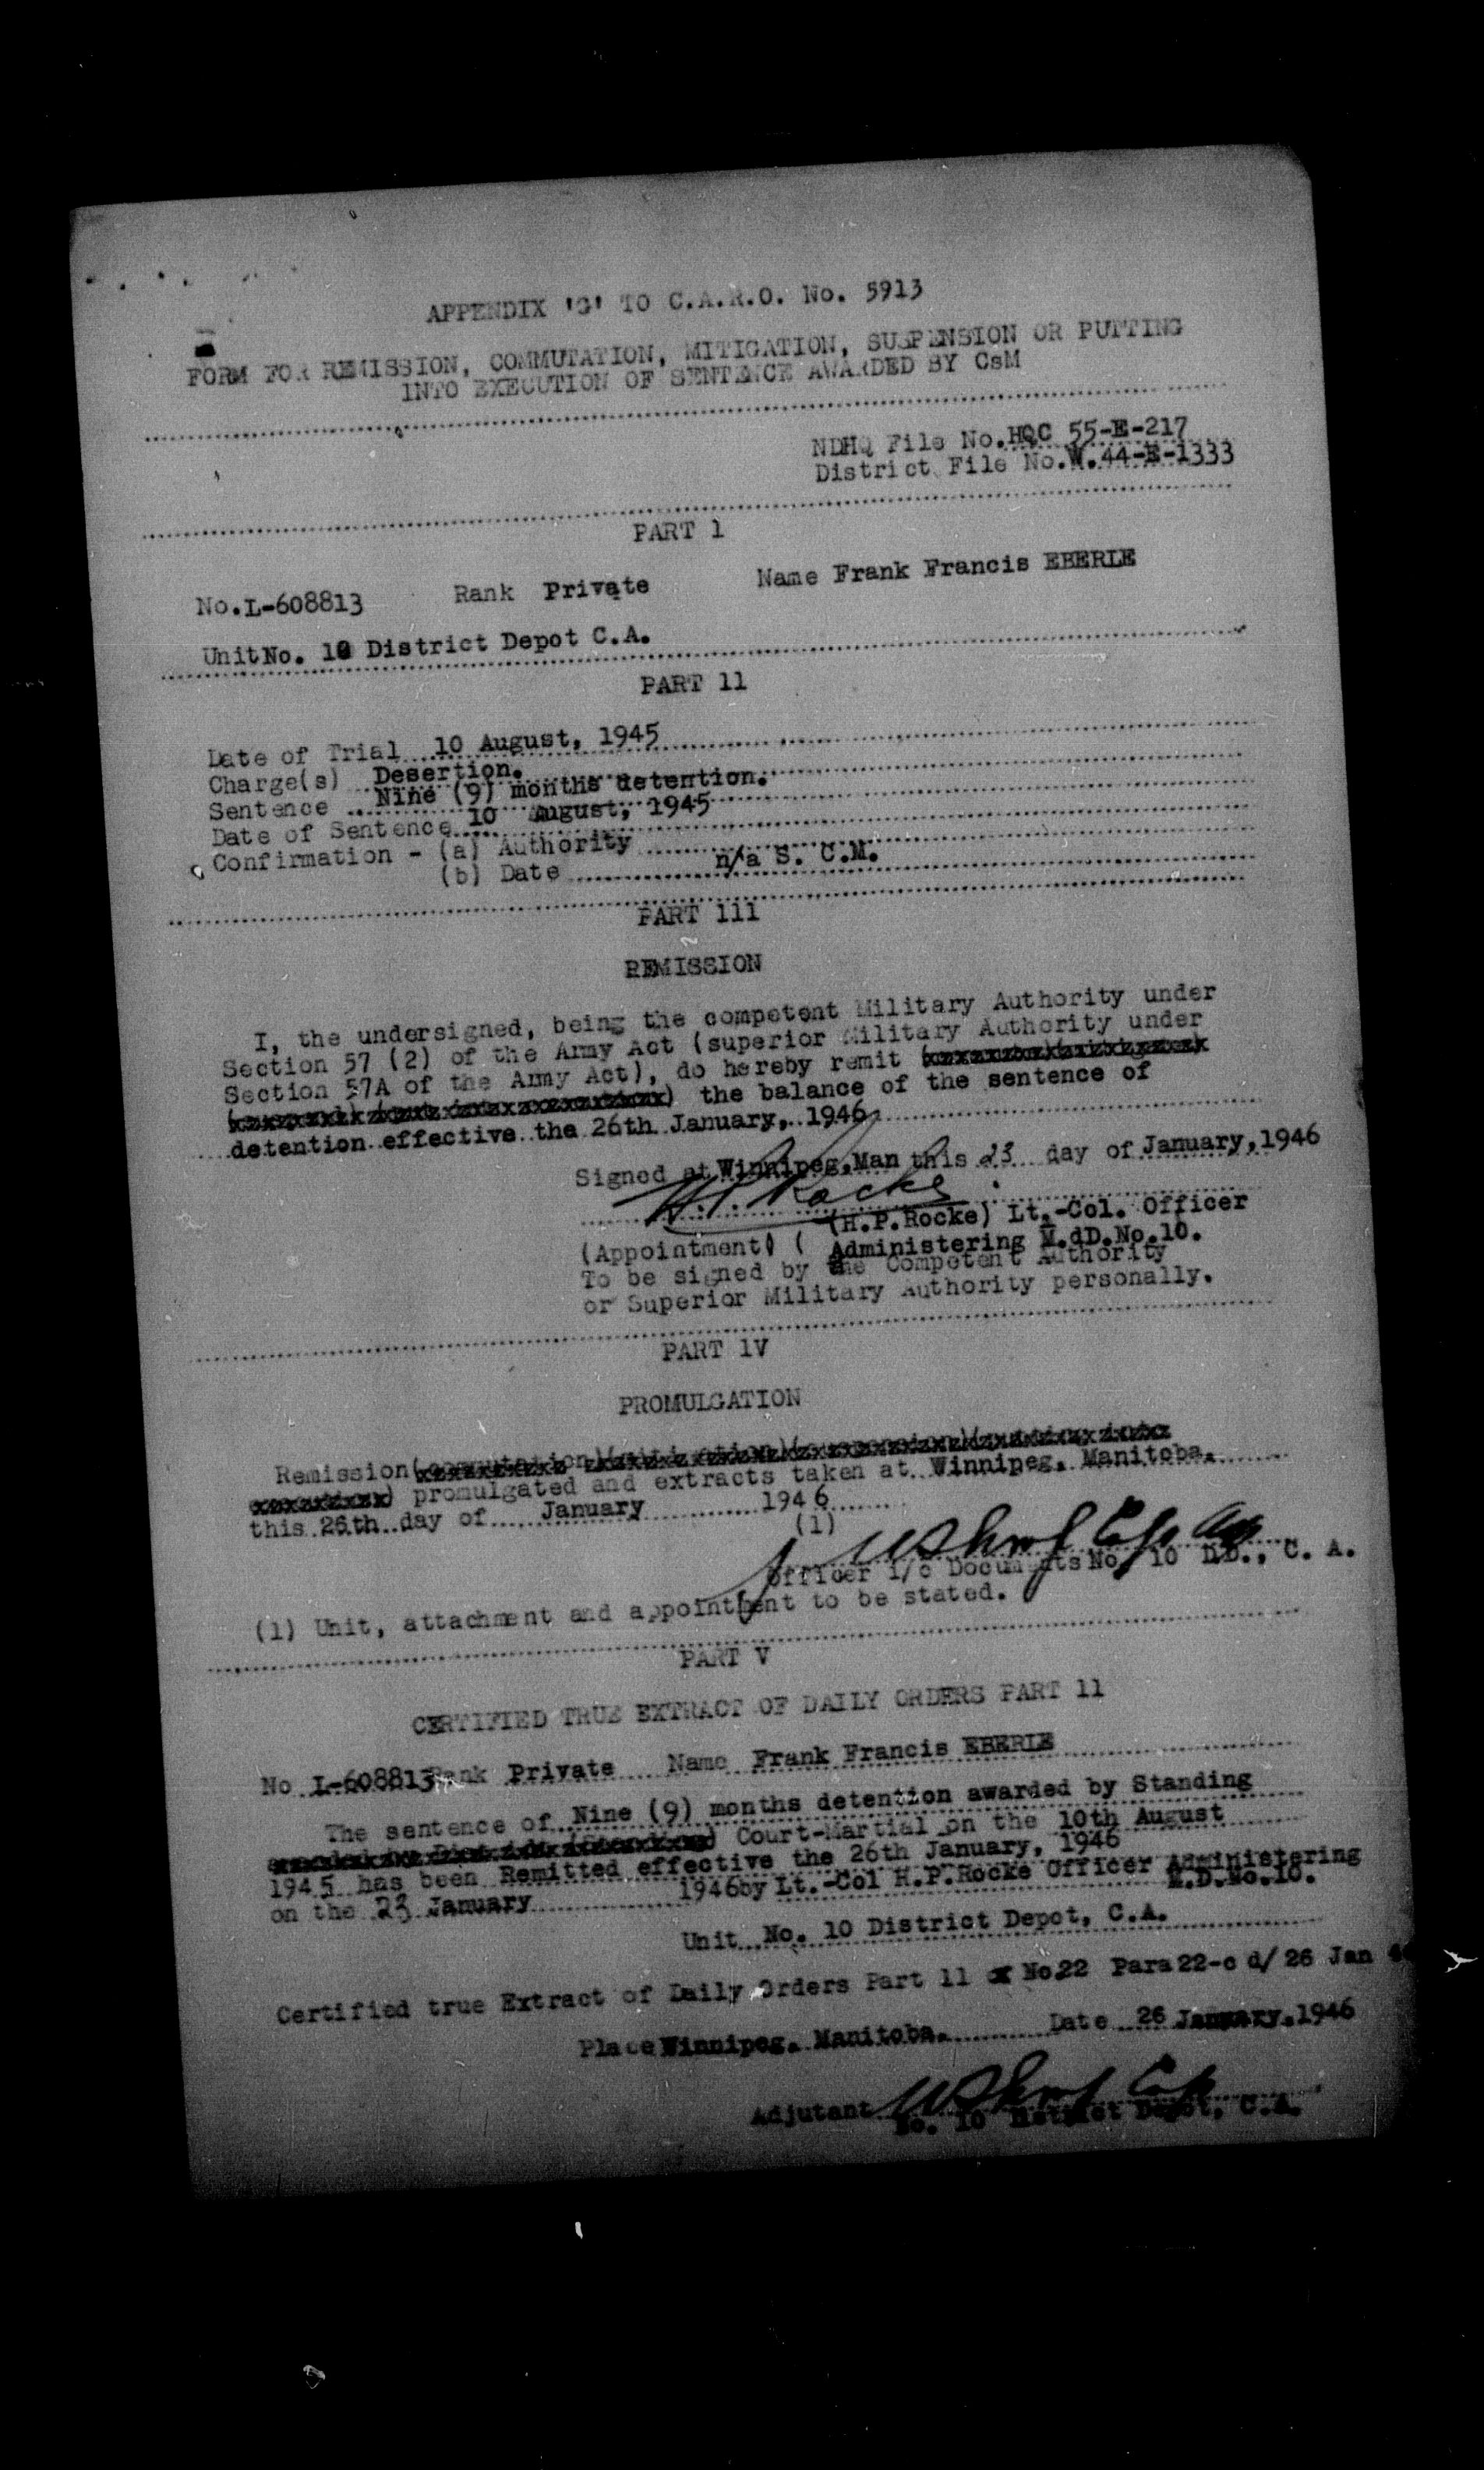 APPENDIX 'G' TO C.A.R.O. No. 5913
FORM FOR REMISSION, COMMUTATION, MITIGATION, SUSPENSION OR PUTTING
INTO EXECUTION OF SENTENCE AWARDED BY CsM
NDHQ File No. HQC 55-E-217
District File No. W.44-E-1333
PART 1
No. L-608813 Rank Private Name Frank Francis EBERLE
Unit No. 10 District Depot C.A.
PART 11
Date of Trial 10 August, 1945
Charge(s) Desertion.
Sentence Nine (9) months detention.
Date of Sentence 10 August, 1945
Confirmation - (a) Authority
(b) Date n/a S. C.M.
PART 111
REMISSION
I, the undersigned, being the competent Military Authority under
Section 57 (2) of the Army Act (superior Military Authority under
Section 57A of the Army Act), do hereby remit
the balance of the sentence of
detention effective the 26th January, 1946
Signed at Winnipeg, Man this 23 day of January, 1946
H.P. Rocke
(H.P.Rocke) Lt.-Col. Officer
(Appointment) ( Administering M.dD.No.10.
To be signed by the Competent Authority
or Superior Military Authority personally.
PART 1V
PROMULGATION
Remission (commutation)
promulgated and extracts taken at Winnipeg, Manitoba.
this 26th day of January 1946
(1)
Officer i/c Documents No. 10 D.D., C. A.
(1) Unit, attachment and appointment to be stated.
PART V
CERTIFIED TRUE EXTRACT OF DAILY ORDERS PART 11
No L-608813 Rank Private Name Frank Francis EBERLE
The sentence of Nine (9) months detention awarded by Standing
Court-Martial on the 10th August
1945 has been Remitted effective the 26th January, 1946
on the 23 January 1946 by Lt.-Col H.P.Rocke Officer Administering
M.D.No.10.
Unit No. 10 District Depot, C.A.
Certified true Extract of Daily Orders Part 11 No.22 Para 22-c d/ 26 Jan
Place Winnipeg, Manitoba. Date 26 January, 1946
Adjutant
No. 10 District Depot, C.A.